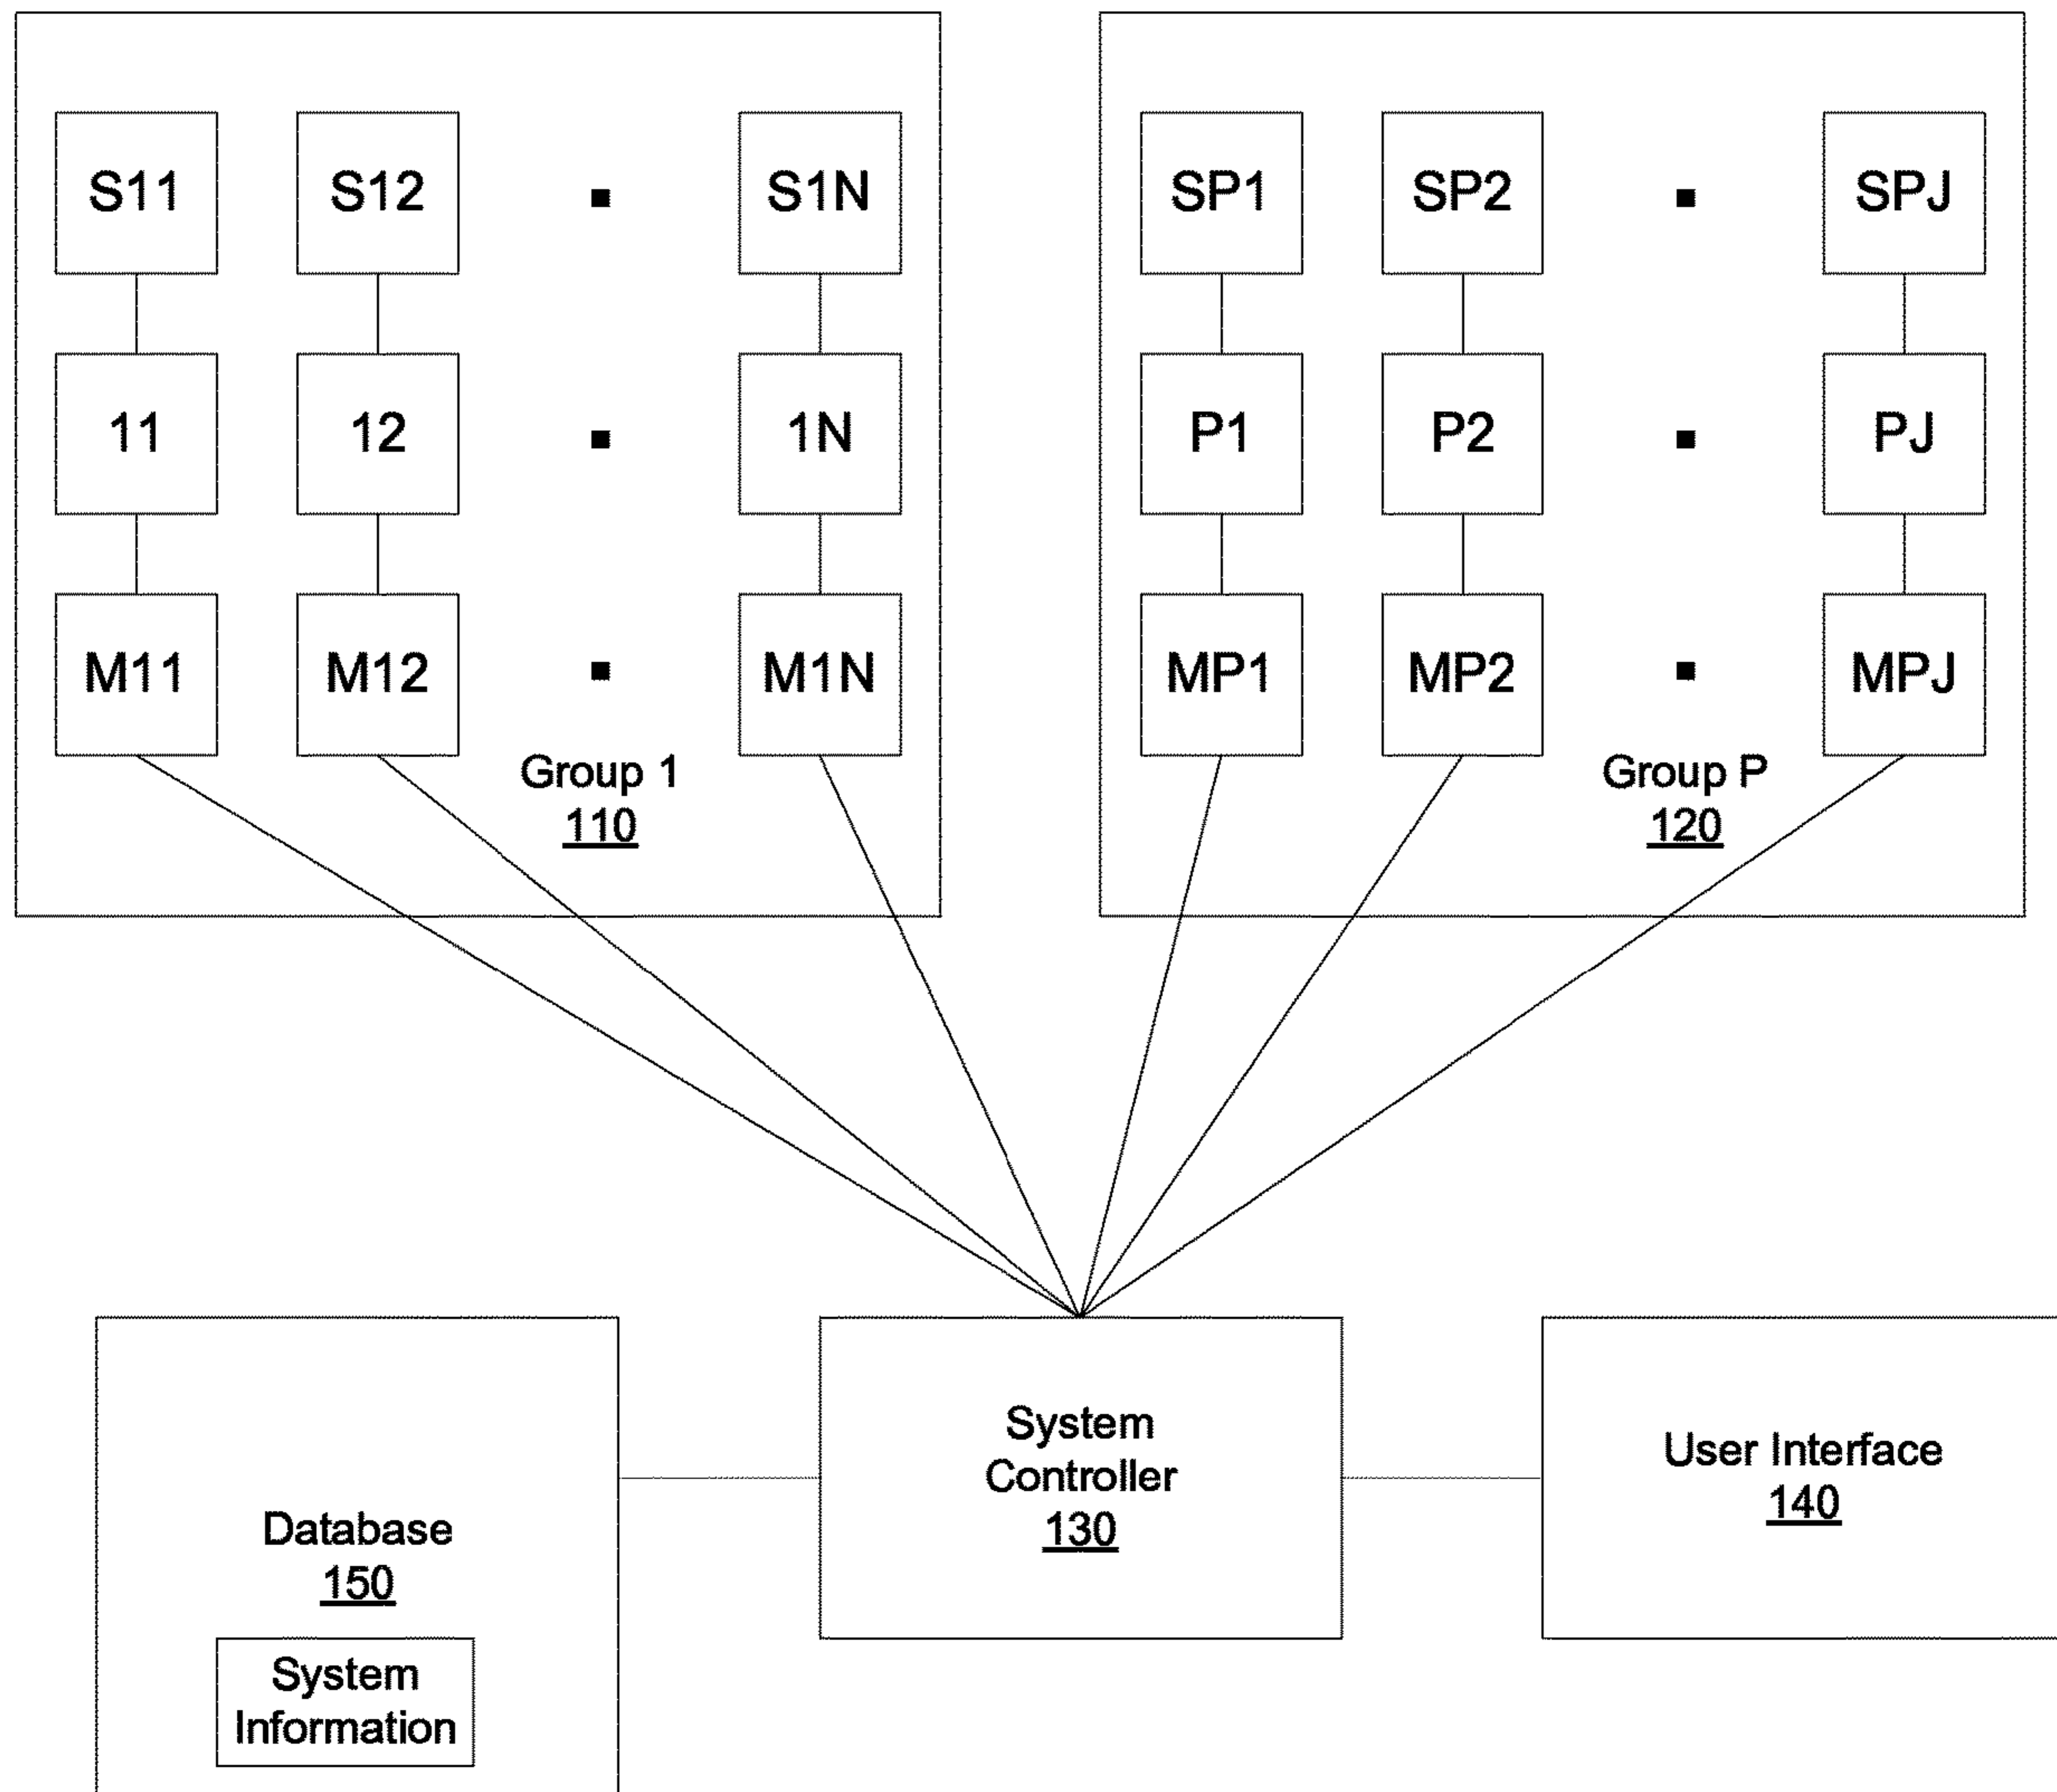 S11 S12 S1N
11 12 1N
M11 M12 M1N
Group 1
110
SP1 SP2 SPJ
P1 P2 PJ
MP1 MP2 MPJ
Group P
120
Database
150
System
Information
System
Controller
130
User Interface
140